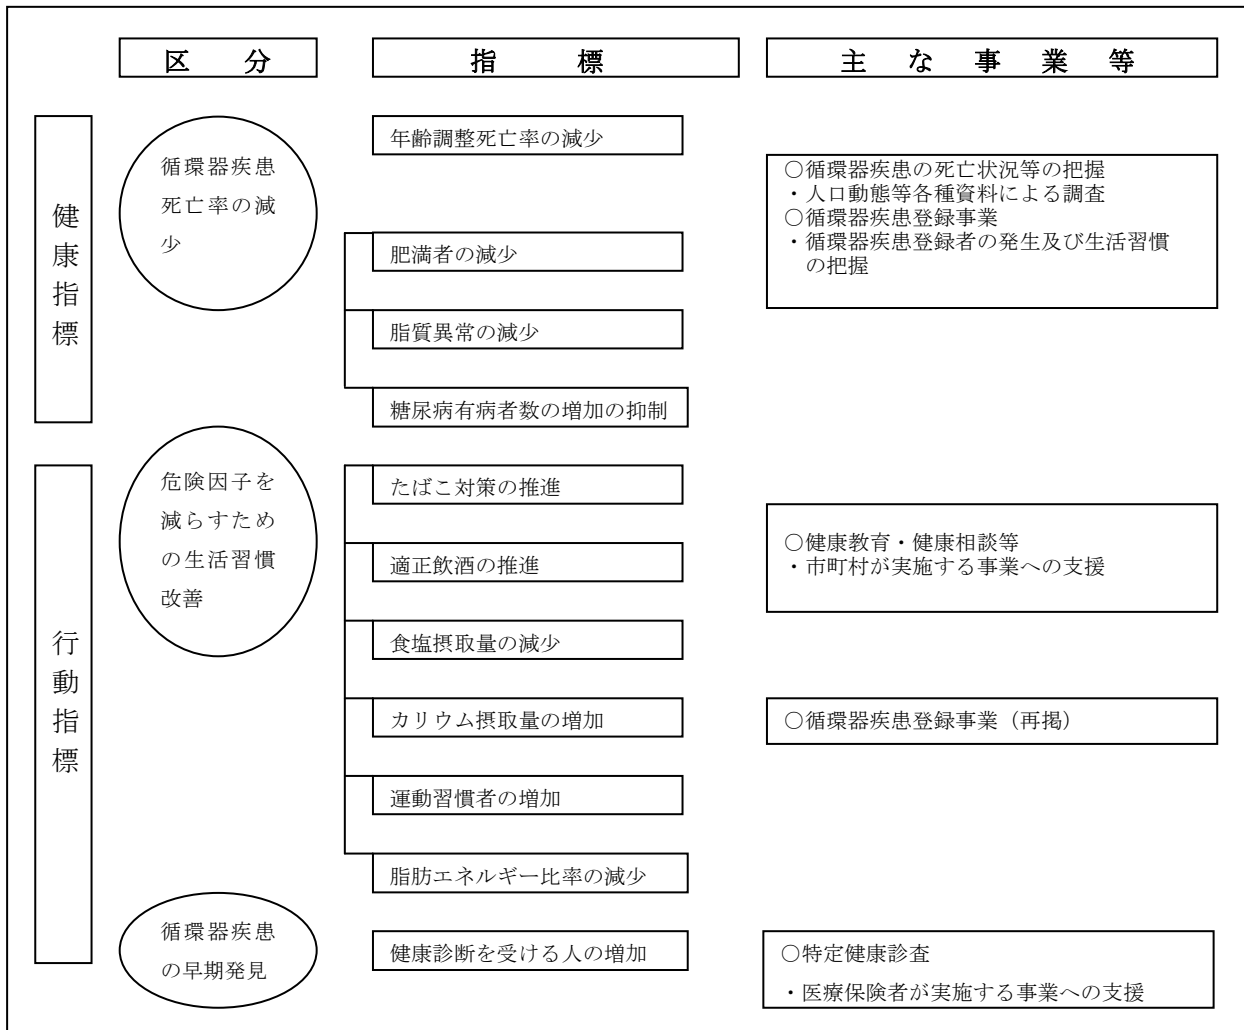 区 分
指 標
主 な 事 業 等
健康指標
循環器疾患
死亡率の減
少
年齢調整死亡率の減少
肥満者の減少
脂質異常の減少
糖尿病有病者数の増加の抑制
○循環器疾患の死亡状況等の把握
・人口動態等各種資料による調査
○循環器疾患登録事業
・循環器疾患登録者の発生及び生活習慣
の把握
行動指標
危険因子を
減らすため
の生活習慣
改善
たばこ対策の推進
適正飲酒の推進
食塩摂取量の減少
カリウム摂取量の増加
運動習慣者の増加
脂肪エネルギー比率の減少
○健康教育・健康相談等
・市町村が実施する事業への支援
○循環器疾患登録事業（再掲）
循環器疾患
の早期発見
健康診断を受ける人の増加
○特定健康診査
・医療保険者が実施する事業への支援